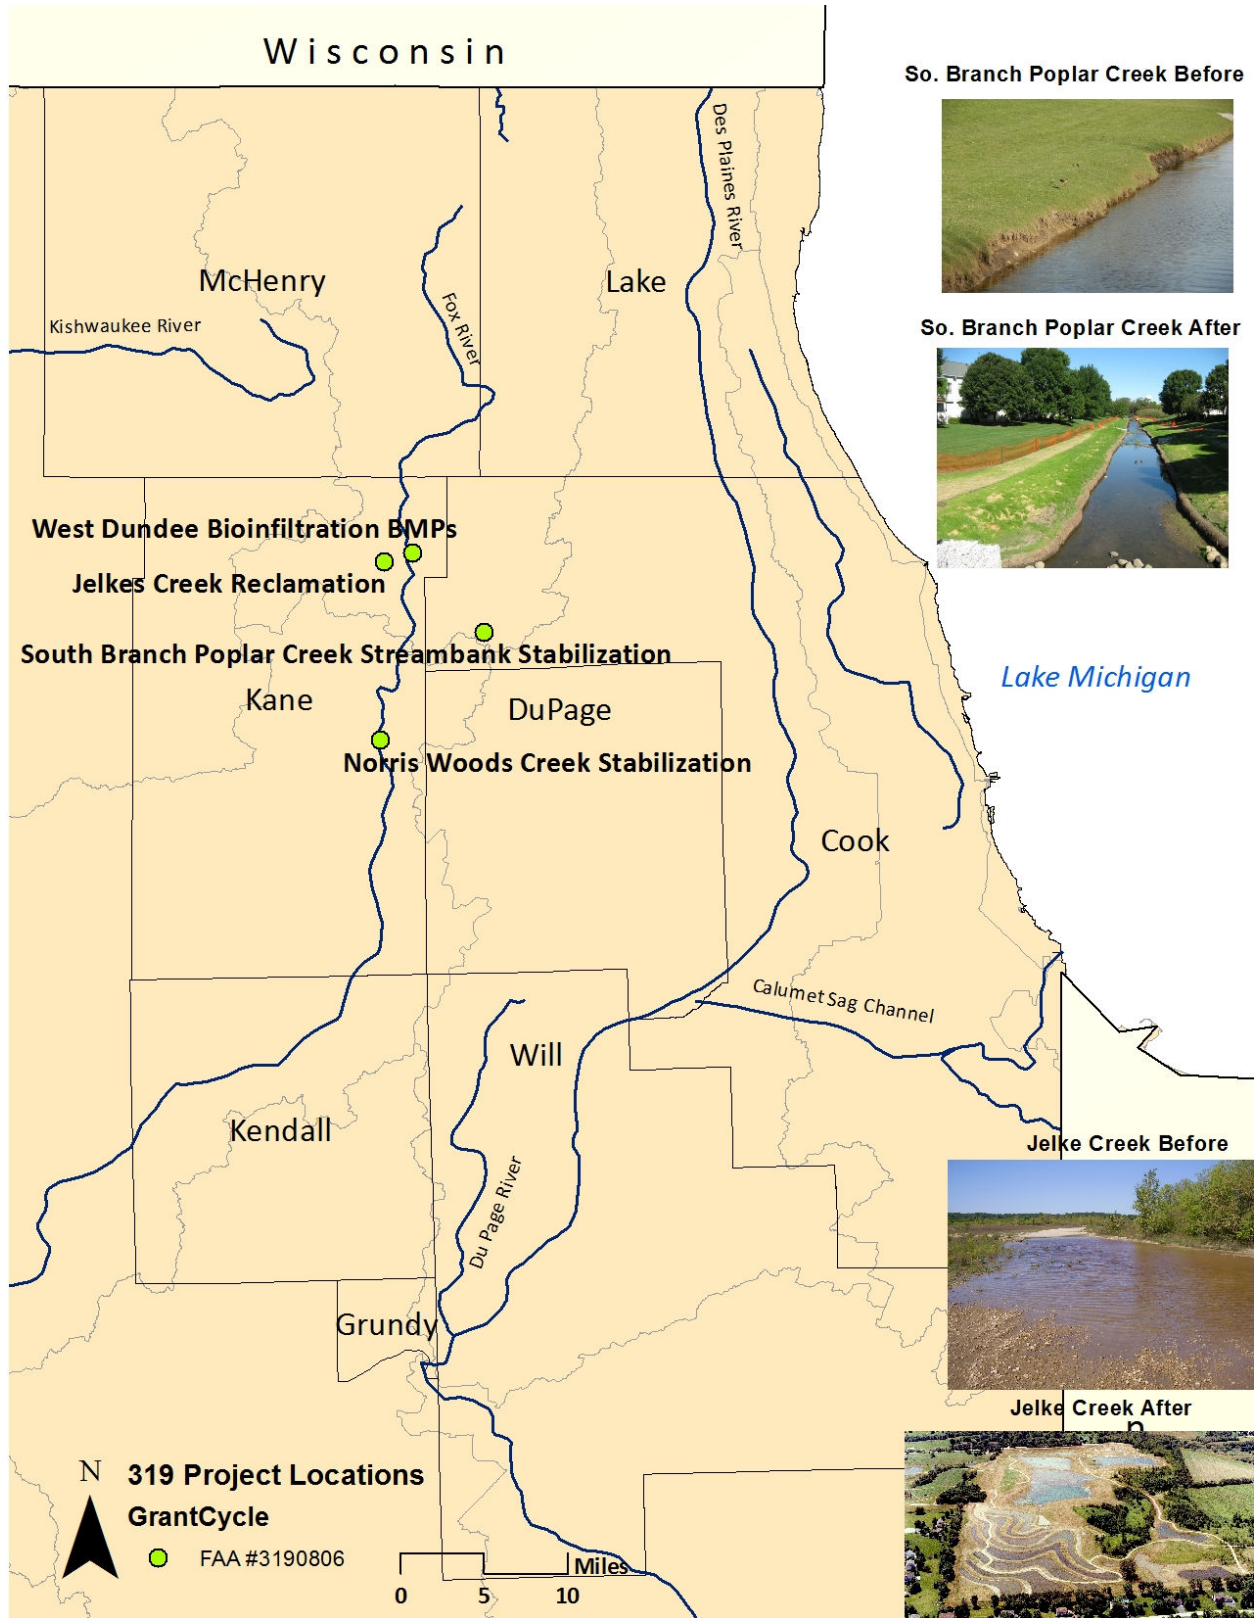 Wisconsin
So. Branch Poplar Creek Before
Des Plaines River
McHenry
Lake
Kishwaukee River
Fox River
So. Branch Poplar Creek After
West Dundee Bioinfiltration BMPs
Jelkes Creek Reclamation
South Branch Poplar Creek Streambank Stabilization
Lake Michigan
Kane
DuPage
Norris Woods Creek Stabilization
Cook
Calumet Sag Channel
Will
Kendall
Jelke Creek Before
Du Page River
Grundy
Jelke Creek After
N
319 Project Locations
GrantCycle
FAA #3190806
Miles
0 5 10